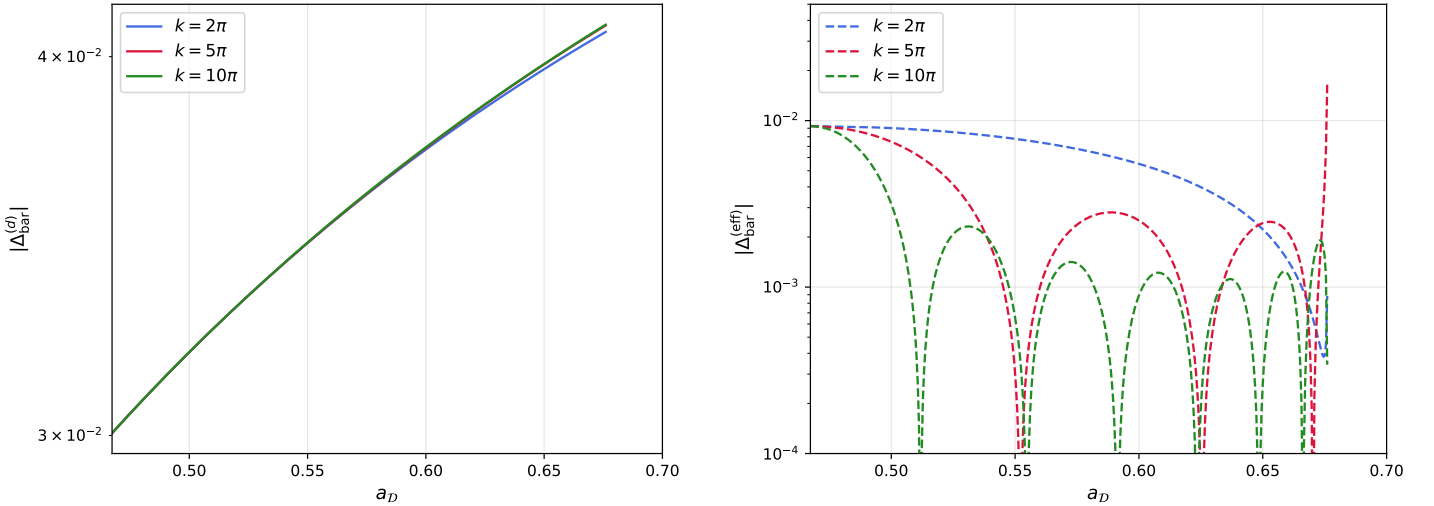 k = 2π
k = 5π
k = 10π
4 × 10⁻²
3 × 10⁻²
|Δ_bar^(d)|
0.50 0.55 0.60 0.65 0.70
a_𝒟
k = 2π
k = 5π
k = 10π
10⁻²
10⁻³
10⁻⁴
|Δ_bar^(eff)|
0.50 0.55 0.60 0.65 0.70
a_𝒟